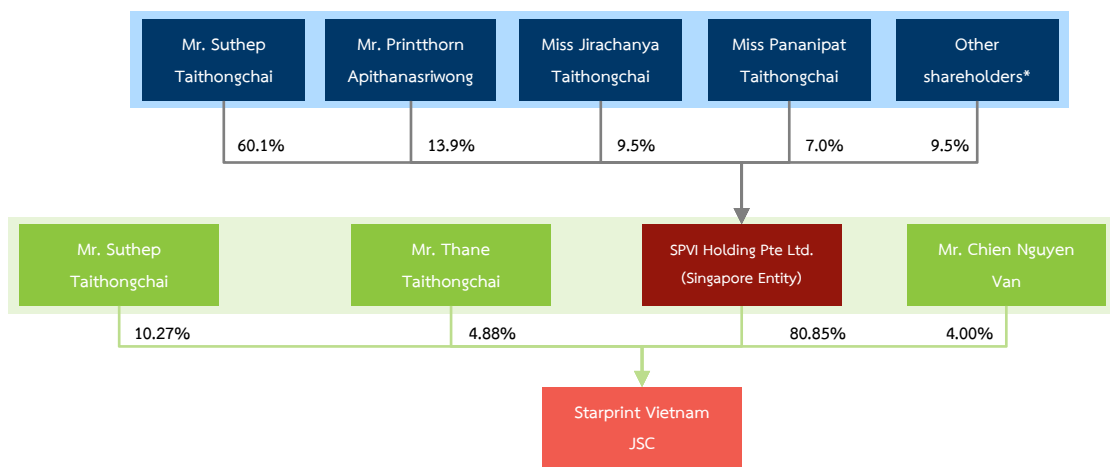 Mr. Suthep
Taithongchai
Mr. Printthorn
Apithanasriwong
Miss Jirachanya
Taithongchai
Miss Pananipat
Taithongchai
Other
shareholders*
60.1%
13.9%
9.5%
7.0%
9.5%
Mr. Suthep
Taithongchai
Mr. Thane
Taithongchai
SPVI Holding Pte Ltd.
(Singapore Entity)
Mr. Chien Nguyen
Van
10.27%
4.88%
80.85%
4.00%
Starprint Vietnam
JSC